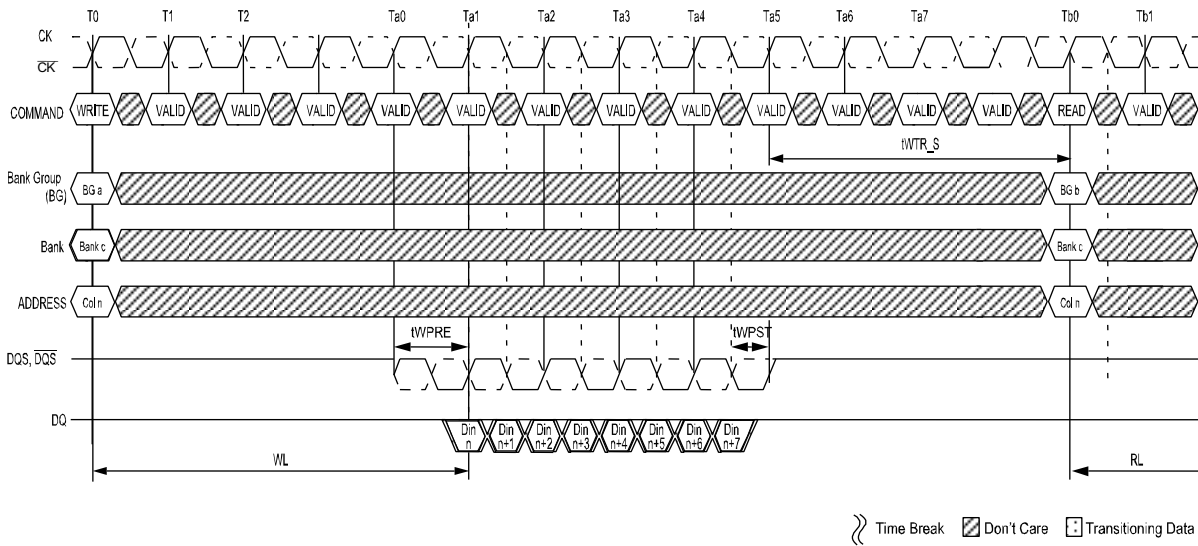 T0 T1 T2 Ta0 Ta1 Ta2 Ta3 Ta4 Ta5 Ta6 Ta7 Tb0 Tb1
CK
CK
COMMAND WRITE VALID VALID VALID VALID VALID VALID VALID VALID VALID VALID VALID VALID READ VALID
tWTR_S
Bank Group
(BG) BG a BG b
Bank Bank c Bank c
ADDRESS Col n Col n
tWPRE tWPST
DQS, DQS
DQ Din Din Din Din Din Din Din Din
n n+1 n+2 n+3 n+4 n+5 n+6 n+7
WL RL
Time Break Don't Care Transitioning Data